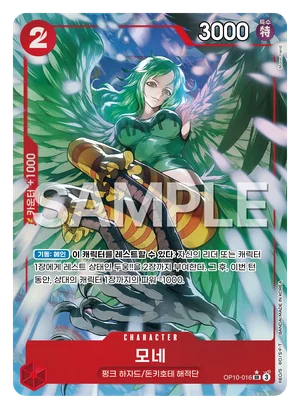 2
3000
특수
特
카운터 +1000
SAMPLE
기동: 메인 이 캐릭터를 레스트할 수 있다: 자신의 리더 또는 캐릭터
1장에게 레스트 상태인 두웅!!을 2장까지 부여한다. 그 후, 이번 턴
동안, 상대의 캐릭터 1장까지의 파워 -1000.
CHARACTER
모네
펑크 하자드/돈키호테 해적단
OP10-016 SR 3